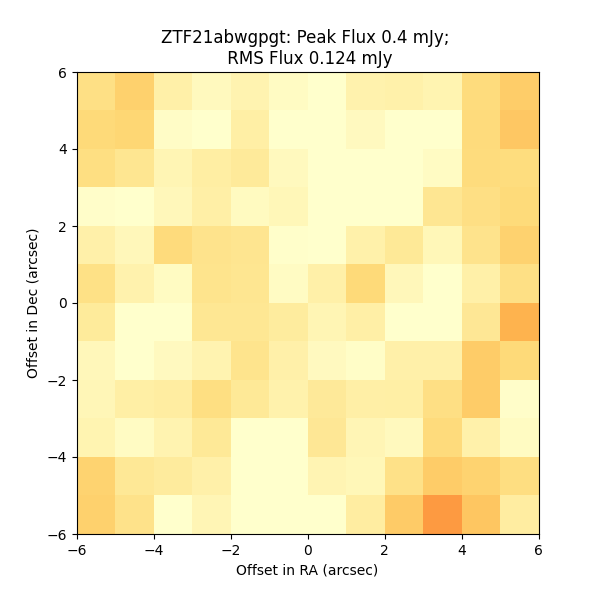 ZTF21abwgpgt: Peak Flux 0.4 mJy;
RMS Flux 0.124 mJy
6
4
2
0
−2
−4
−6
Offset in Dec (arcsec)
−6 −4 −2 0 2 4 6
Offset in RA (arcsec)